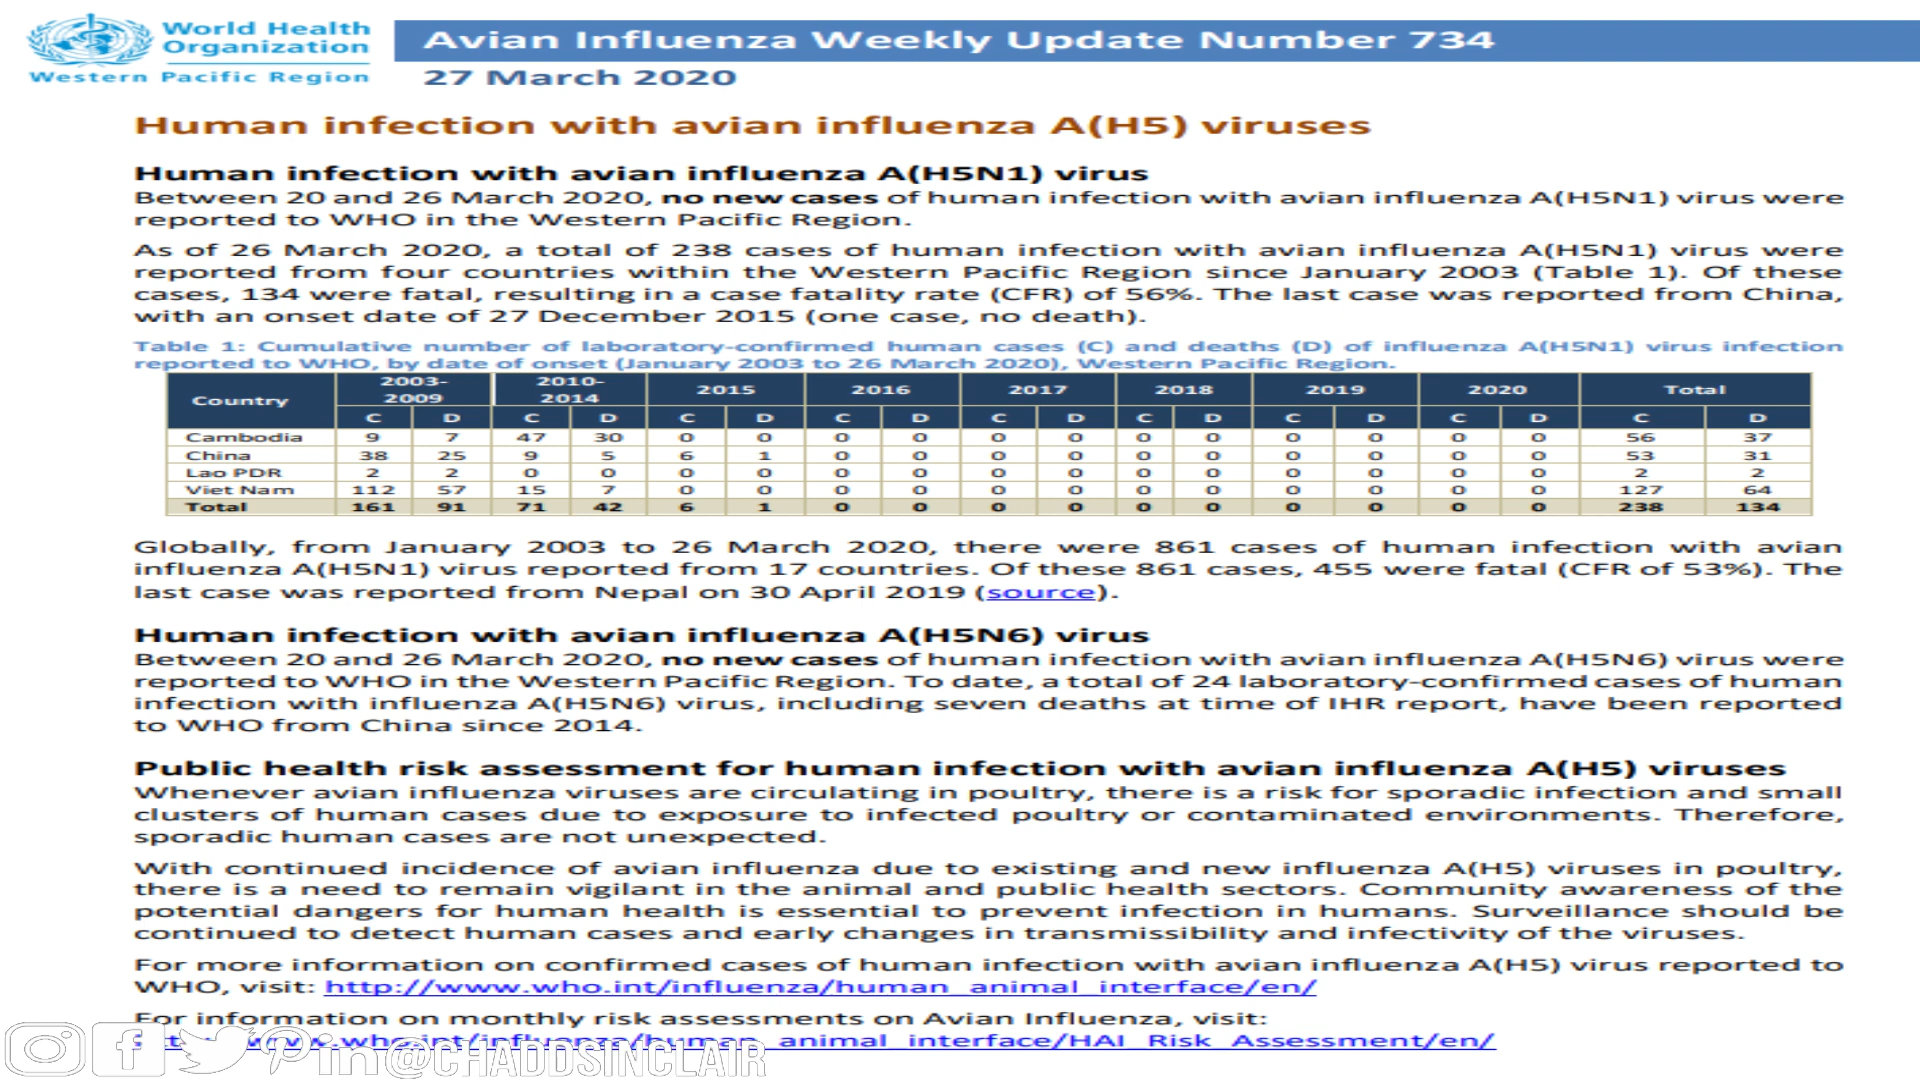 World Health
Organization
Western Pacific Region
Avian Influenza Weekly Update Number 734
27 March 2020
Human infection with avian influenza A(H5) viruses
Human infection with avian influenza A(H5N1) virus
Between 20 and 26 March 2020, no new cases of human infection with avian influenza A(H5N1) virus were
reported to WHO in the Western Pacific Region.
As of 26 March 2020, a total of 238 cases of human infection with avian influenza A(H5N1) virus were
reported from four countries within the Western Pacific Region since January 2003 (Table 1). Of these
cases, 134 were fatal, resulting in a case fatality rate (CFR) of 56%. The last case was reported from China,
with an onset date of 27 December 2015 (one case, no death).
Table 1: Cumulative number of laboratory-confirmed human cases (C) and deaths (D) of influenza A(H5N1) virus infection
reported to WHO, by date of onset (January 2003 to 26 March 2020), Western Pacific Region.
Country 2003-2009 2010-2014 2015 2016 2017 2018 2019 2020 Total
C D C D C D C D C D C D C D C D C D
Cambodia 9 7 47 30 0 0 0 0 0 0 0 0 0 0 0 0 56 37
China 38 25 9 5 6 1 0 0 0 0 0 0 0 0 0 0 53 31
Lao PDR 2 2 0 0 0 0 0 0 0 0 0 0 0 0 0 0 2 2
Viet Nam 112 57 15 7 0 0 0 0 0 0 0 0 0 0 0 0 127 64
Total 161 91 71 42 6 1 0 0 0 0 0 0 0 0 0 0 238 134
Globally, from January 2003 to 26 March 2020, there were 861 cases of human infection with avian
influenza A(H5N1) virus reported from 17 countries. Of these 861 cases, 455 were fatal (CFR of 53%). The
last case was reported from Nepal on 30 April 2019 (source).
Human infection with avian influenza A(H5N6) virus
Between 20 and 26 March 2020, no new cases of human infection with avian influenza A(H5N6) virus were
reported to WHO in the Western Pacific Region. To date, a total of 24 laboratory-confirmed cases of human
infection with influenza A(H5N6) virus, including seven deaths at time of IHR report, have been reported
to WHO from China since 2014.
Public health risk assessment for human infection with avian influenza A(H5) viruses
Whenever avian influenza viruses are circulating in poultry, there is a risk for sporadic infection and small
clusters of human cases due to exposure to infected poultry or contaminated environments. Therefore,
sporadic human cases are not unexpected.
With continued incidence of avian influenza due to existing and new influenza A(H5) viruses in poultry,
there is a need to remain vigilant in the animal and public health sectors. Community awareness of the
potential dangers for human health is essential to prevent infection in humans. Surveillance should be
continued to detect human cases and early changes in transmissibility and infectivity of the viruses.
For more information on confirmed cases of human infection with avian influenza A(H5) virus reported to
WHO, visit: http://www.who.int/influenza/human_animal_interface/en/
For information on monthly risk assessments on Avian Influenza, visit:
http://www.who.int/influenza/human_animal_interface/HAI_Risk_Assessment/en/
@CHADDSINCLAIR